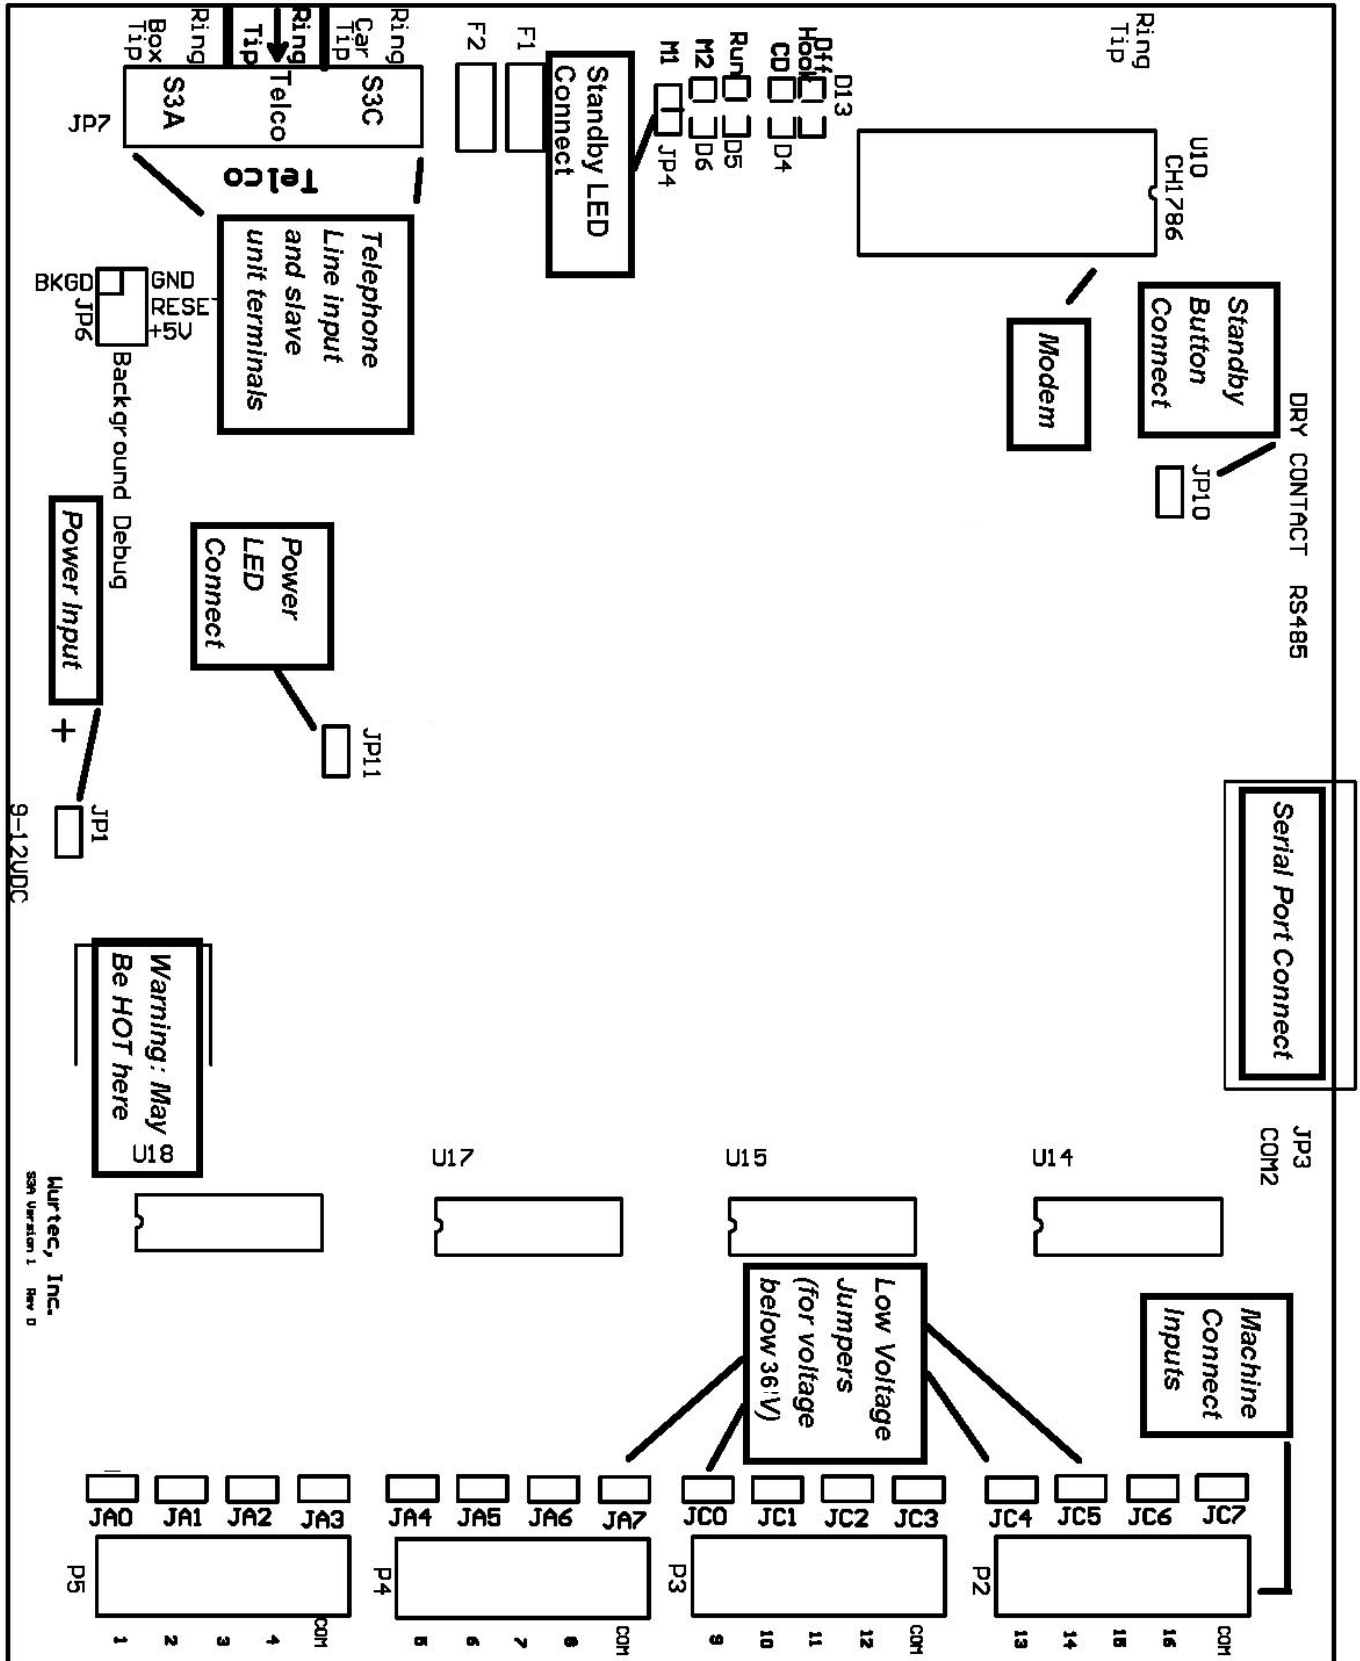 Ring
Tip
Box
Ring
Tip
Ring
Tip
Car
Ring
S3A
Telco
S3C
JP7
Telco
F2
F1
Standby LED
Connect
M1
M2
Run
CD
Off
Hook
D13
JP4
D6
D5
D4
Ring
Tip
U10
CH1786
Telephone
Line input
and slave
unit terminals
BKGD
GND
RESET
+5V
JP6
Background Debug
Modem
Standby
Button
Connect
JP10
DRY CONTACT RS485
Power Input
+
JP1
9-12VDC
Power
LED
Connect
JP11
Serial Port Connect
JP3
COM2
Warning: May
Be HOT here
U18
U17
U15
U14
Wurtec, Inc.
S3A Version 1 Rev D
Low Voltage
Jumpers
(for voltage
below 36V)
Machine
Connect
Inputs
JA0 JA1 JA2 JA3 JA4 JA5 JA6 JA7 JC0 JC1 JC2 JC3 JC4 JC5 JC6 JC7
P5 P4 P3 P2
1 2 3 4 COM 5 6 7 8 COM 9 10 11 12 COM 13 14 15 16 COM